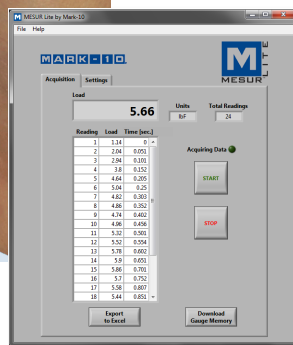 MESUR Lite by Mark-10
File Help
MARK-10
M
MESUR
LITE
Acquisition Settings
Load
5.66
Units
lbF
Total Readings
24
Reading Load Time [sec.]
1 1.14 0
2 2.04 0.051
3 2.94 0.101
4 3.8 0.152
5 4.64 0.205
6 5.04 0.25
7 4.82 0.303
8 4.86 0.352
9 4.74 0.402
10 4.96 0.456
11 5.32 0.501
12 5.52 0.554
13 5.78 0.602
14 5.9 0.651
15 5.86 0.701
16 5.7 0.752
17 5.58 0.807
18 5.44 0.851
Acquiring Data
START
STOP
Export
to Excel
Download
Gauge Memory